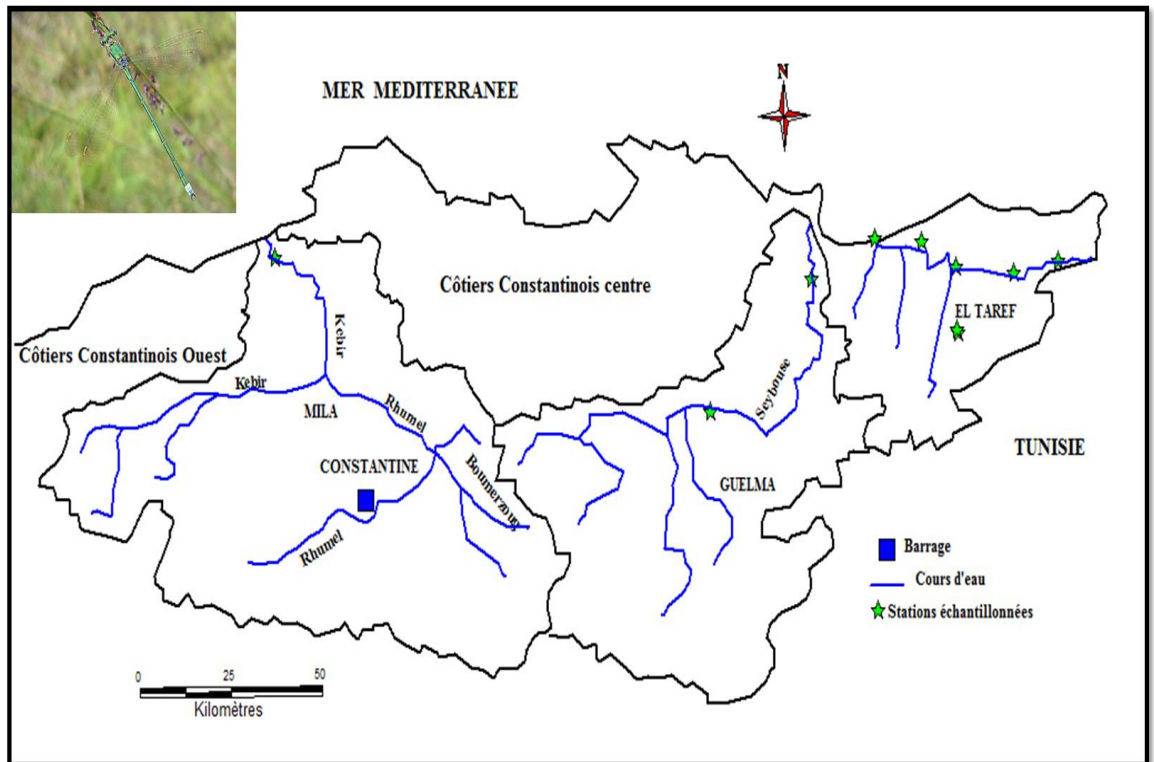 N
MER MEDITERRANEE
Côtiers Constantinois centre
Côtiers Constantinois Ouest
Kebir
Kebir
MILA
Rhumel
CONSTANTINE
Boumerzoug
Rhumel
Seybouse
GUELMA
EL TAREF
TUNISIE
Barrage
Cours d'eau
Stations échantillonnées
0 25 50
Kilomètres